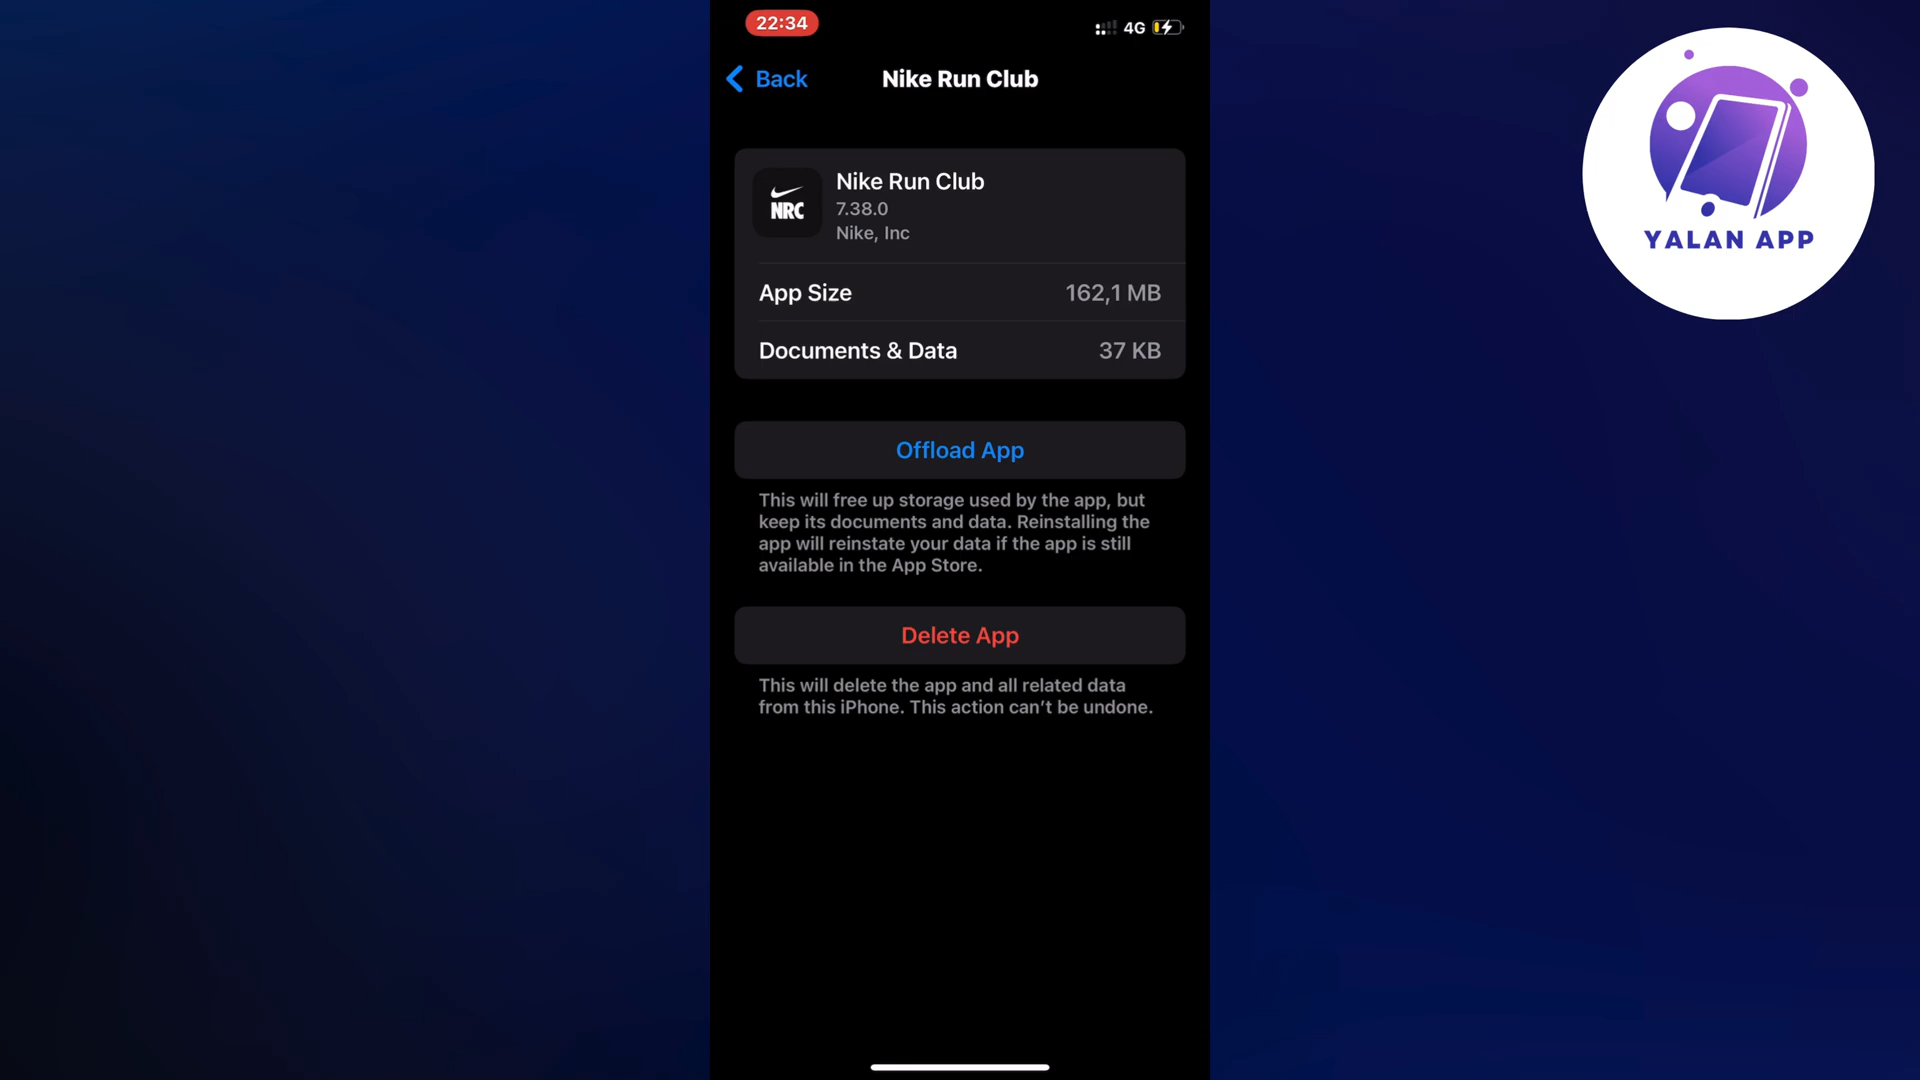 22:34
4G
Back
Nike Run Club
NRC
Nike Run Club
7.38.0
Nike, Inc
App Size
162,1 MB
Documents & Data
37 KB
Offload App
This will free up storage used by the app, but
keep its documents and data. Reinstalling the
app will reinstate your data if the app is still
available in the App Store.
Delete App
This will delete the app and all related data
from this iPhone. This action can’t be undone.
YALAN APP